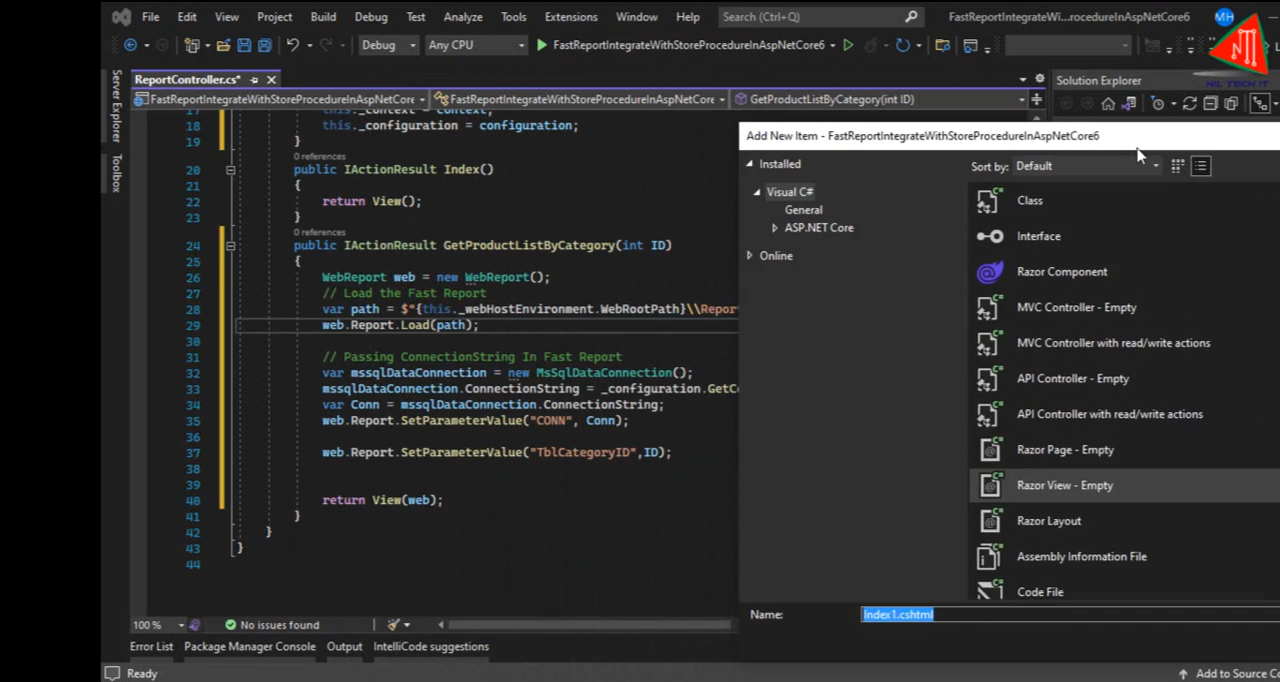 File Edit View Project Build Debug Test Analyze Tools Extensions Window Help Search (Ctrl+Q) FastReportIntegrateWi...rocedureInAspNetCore6 MH
Debug Any CPU FastReportIntegrateWithStoreProcedureInAspNetCore6
NIL TECH IT
Server Explorer
Toolbox
ReportController.cs* Solution Explorer
FastReportIntegrateWithStoreProcedureInAspNetCore FastReportIntegrateWithStoreProcedureInAspNetCore GetProductListByCategory(int ID)
17 this._context = context;
18 this._configuration = configuration;
19 }
0 references
20 public IActionResult Index()
21 {
22 return View();
23 }
0 references
24 public IActionResult GetProductListByCategory(int ID)
25 {
26 WebReport web = new WebReport();
27 // Load the Fast Report
28 var path = $"{this._webHostEnvironment.WebRootPath}\\Repor
29 web.Report.Load(path);
30
31 // Passing ConnectionString In Fast Report
32 var mssqlDataConnection = new MsSqlDataConnection();
33 mssqlDataConnection.ConnectionString = _configuration.GetC
34 var Conn = mssqlDataConnection.ConnectionString;
35 web.Report.SetParameterValue("CONN", Conn);
36
37 web.Report.SetParameterValue("TblCategoryID",ID);
38
39
40 return View(web);
41 }
42 }
43 }
44
Add New Item - FastReportIntegrateWithStoreProcedureInAspNetCore6
Installed
Visual C#
General
ASP.NET Core
Online
Sort by: Default
Class
Interface
Razor Component
MVC Controller - Empty
MVC Controller with read/write actions
API Controller - Empty
API Controller with read/write actions
Razor Page - Empty
Razor View - Empty
Razor Layout
Assembly Information File
Code File
Name: Index1.cshtml
100 % No issues found
Error List Package Manager Console Output IntelliCode suggestions
Ready Add to Source Co